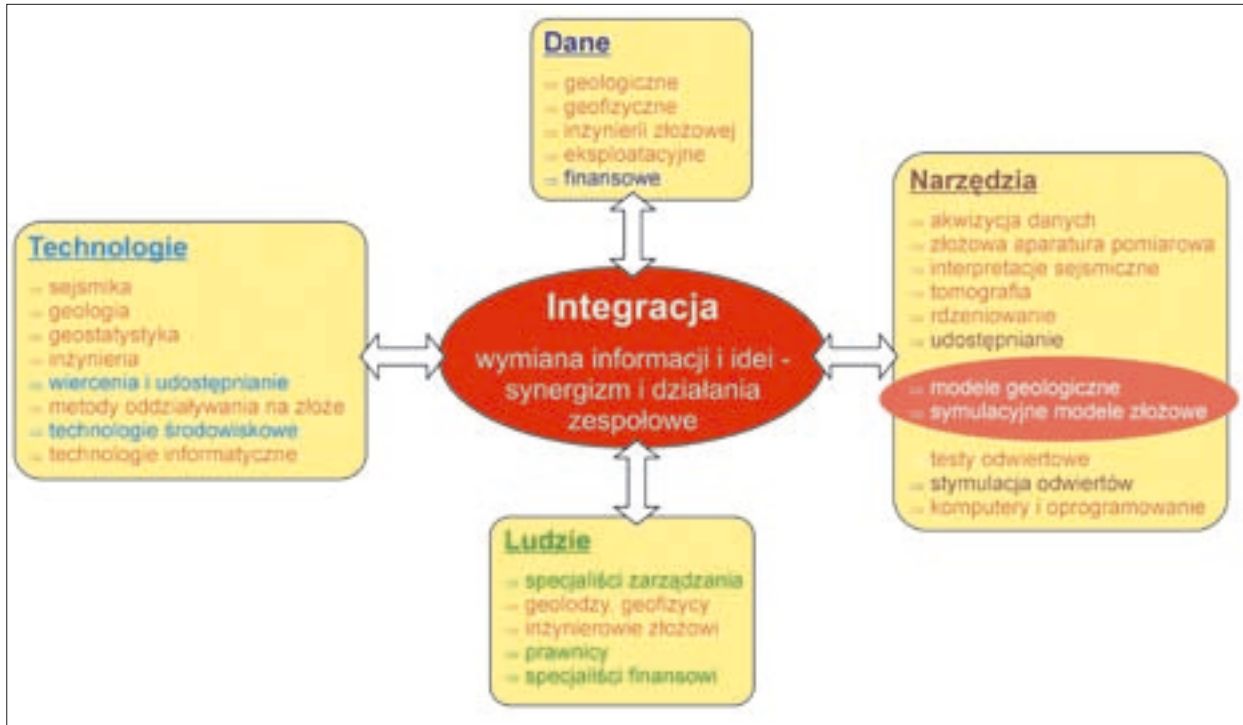 Dane
geologiczne
geofizyczne
inżynierii złożowej
eksploatacyjne
finansowe
Technologie
sejsmika
geologia
geostatystyka
inżynieria
wiercenia i udostępnianie
metody oddziaływania na złoże
technologie środowiskowe
technologie informatyczne
Integracja
wymiana informacji i idei -
synergizm i działania
zespołowe
Narzędzia
akwizycja danych
złożowa aparatura pomiarowa
interpretacje sejsmiczne
tomografia
rdzeniowanie
udostępnianie
modele geologiczne
symulacyjne modele złożowe
testy odwiertowe
stymulacja odwiertów
komputery i oprogramowanie
Ludzie
specjaliści zarządzania
geolodzy, geofizycy
inżynierowie złożowi
prawnicy
specjaliści finansowi